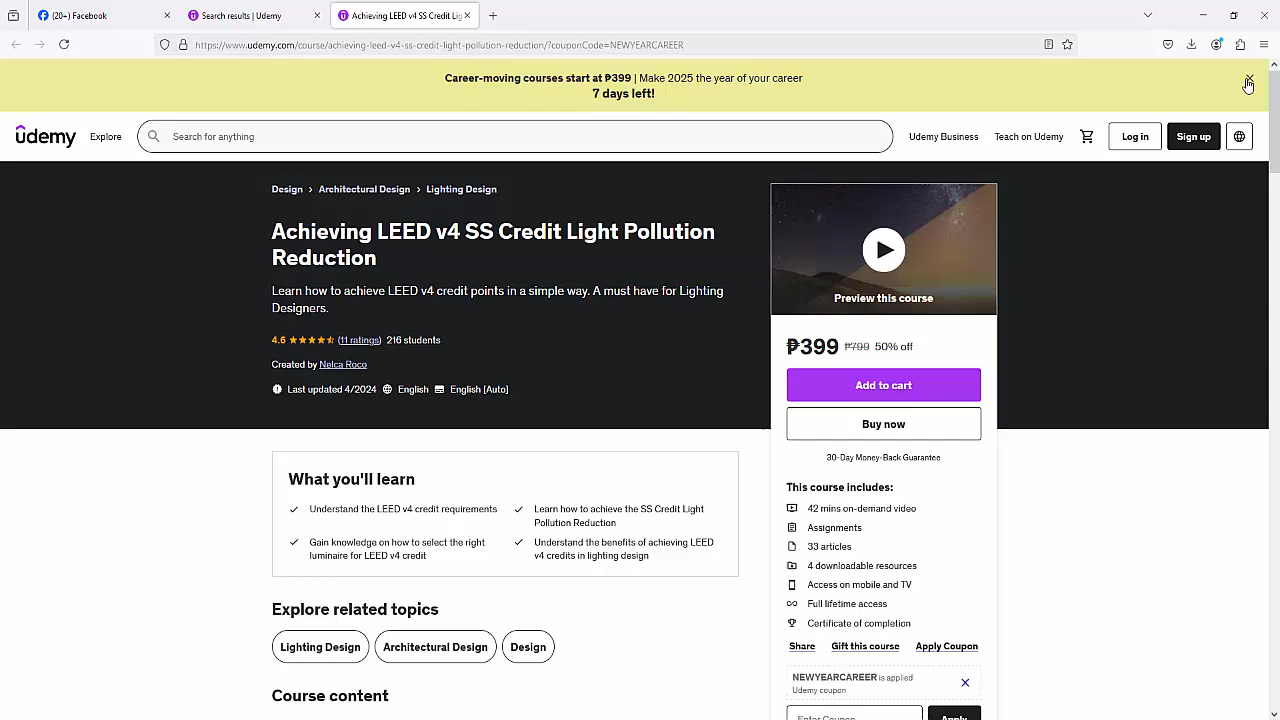 (20+) Facebook
Search results | Udemy
Achieving LEED v4 SS Credit Lig
https://www.udemy.com/course/achieving-leed-v4-ss-credit-light-pollution-reduction/?couponCode=NEWYEARCAREER
Career-moving courses start at ₱399 | Make 2025 the year of your career
7 days left!
udemy
Explore
Search for anything
Udemy Business
Teach on Udemy
Log in
Sign up
Design > Architectural Design > Lighting Design
Achieving LEED v4 SS Credit Light Pollution
Reduction
Learn how to achieve LEED v4 credit points in a simple way. A must have for Lighting
Designers.
4.6 (11 ratings) 216 students
Created by Nelca Roco
Last updated 4/2024 English English [Auto]
Preview this course
₱399 ₱799 50% off
Add to cart
Buy now
30-Day Money-Back Guarantee
This course includes:
42 mins on-demand video
Assignments
33 articles
4 downloadable resources
Access on mobile and TV
Full lifetime access
Certificate of completion
Share Gift this course Apply Coupon
NEWYEARCAREER is applied
Udemy coupon
Enter Coupon
Apply
What you'll learn
Understand the LEED v4 credit requirements
Learn how to achieve the SS Credit Light
Pollution Reduction
Gain knowledge on how to select the right
luminaire for LEED v4 credit
Understand the benefits of achieving LEED
v4 credits in lighting design
Explore related topics
Lighting Design
Architectural Design
Design
Course content